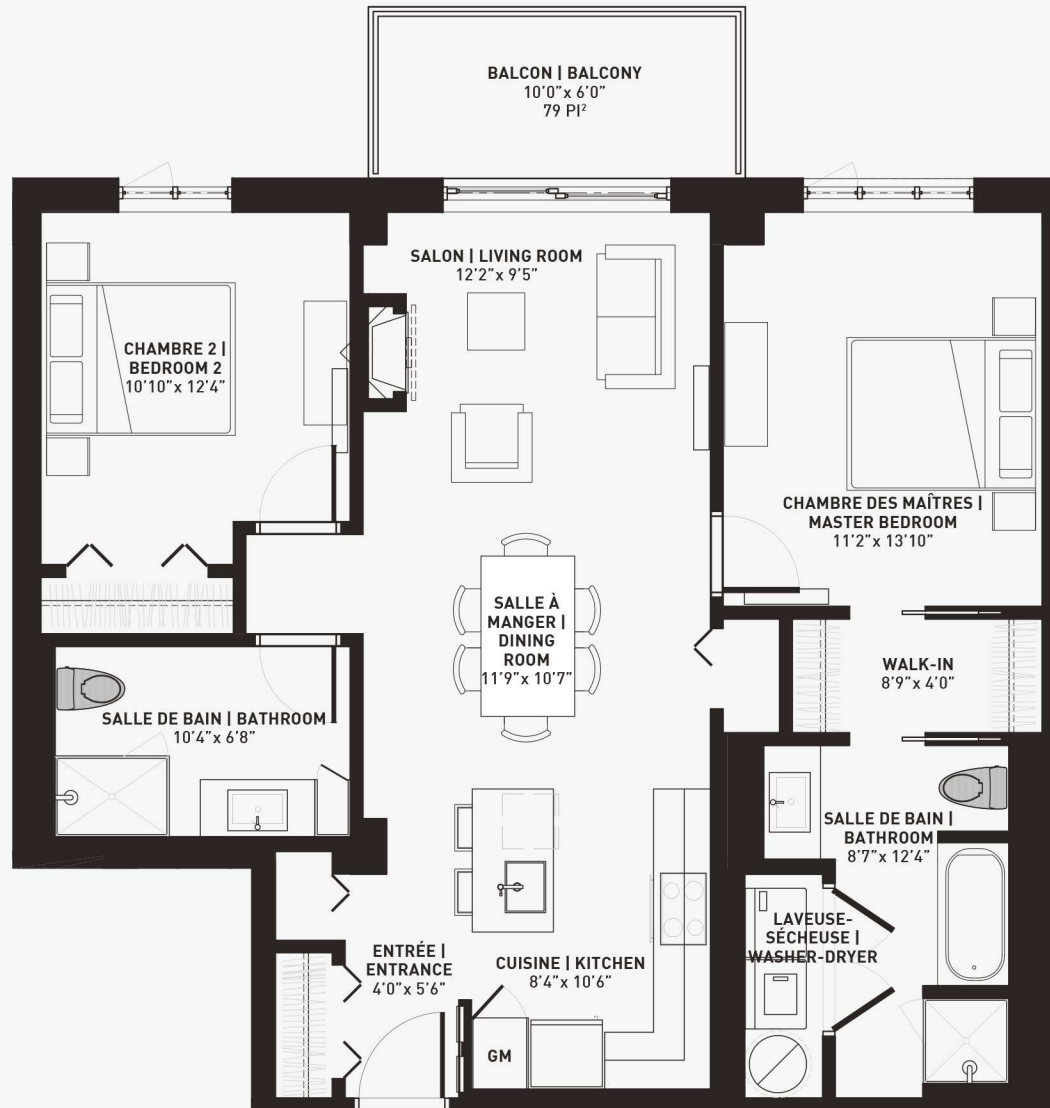 BALCON | BALCONY
10'0" x 6'0"
79 PI²
SALON | LIVING ROOM
12'2" x 9'5"
CHAMBRE 2 |
BEDROOM 2
10'10" x 12'4"
CHAMBRE DES MAÎTRES |
MASTER BEDROOM
11'2" x 13'10"
SALLE À
MANGER |
DINING
ROOM
11'9" x 10'7"
WALK-IN
8'9" x 4'0"
SALLE DE BAIN | BATHROOM
10'4" x 6'8"
SALLE DE BAIN |
BATHROOM
8'7" x 12'4"
LAVEUSE-
SÉCHEUSE |
WASHER-DRYER
ENTRÉE |
ENTRANCE
4'0" x 5'6"
CUISINE | KITCHEN
8'4" x 10'6"
GM